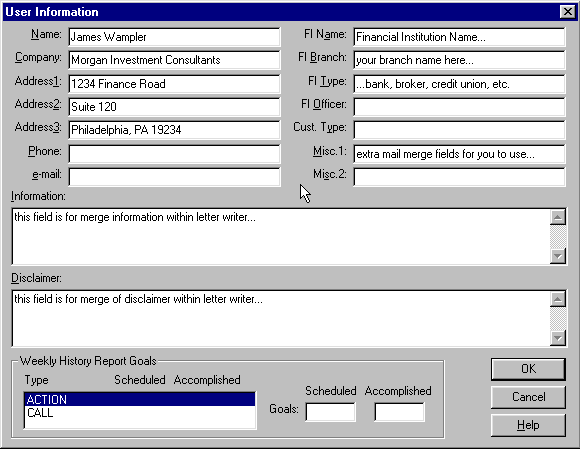 User Information
Name: James Wampler
Company: Morgan Investment Consultants
Address1: 1234 Finance Road
Address2: Suite 120
Address3: Philadelphia, PA 19234
Phone:
e-mail:
FI Name: Financial Institution Name...
FI Branch: your branch name here...
FI Type: ...bank, broker, credit union, etc.
FI Officer:
Cust. Type:
Misc.1: extra mail merge fields for you to use...
Misc.2:
Information:
this field is for merge information within letter writer...
Disclaimer:
this field is for merge of disclaimer within letter writer...
Weekly History Report Goals
Type Scheduled Accomplished
ACTION
CALL
Scheduled Accomplished
Goals:
OK
Cancel
Help